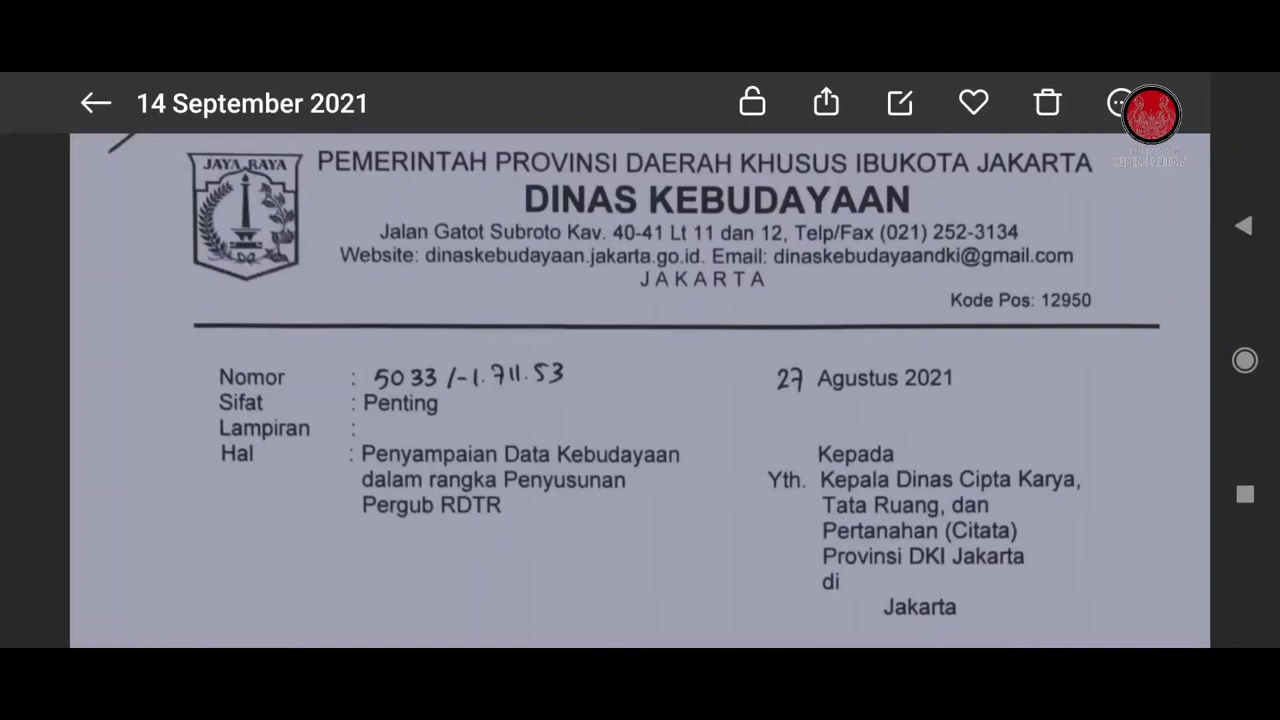 14 September 2021
JAYA RAYA
PEMERINTAH PROVINSI DAERAH KHUSUS IBUKOTA JAKARTA
DINAS KEBUDAYAAN
Jalan Gatot Subroto Kav. 40-41 Lt 11 dan 12, Telp/Fax (021) 252-3134
Website: dinaskebudayaan.jakarta.go.id. Email: dinaskebudayaandki@gmail.com
JAKARTA
Kode Pos: 12950
Nomor : 5033/-1.711.53
27 Agustus 2021
Sifat : Penting
Lampiran :
Hal : Penyampaian Data Kebudayaan
dalam rangka Penyusunan
Pergub RDTR
Kepada
Yth. Kepala Dinas Cipta Karya,
Tata Ruang, dan
Pertanahan (Citata)
Provinsi DKI Jakarta
di
Jakarta